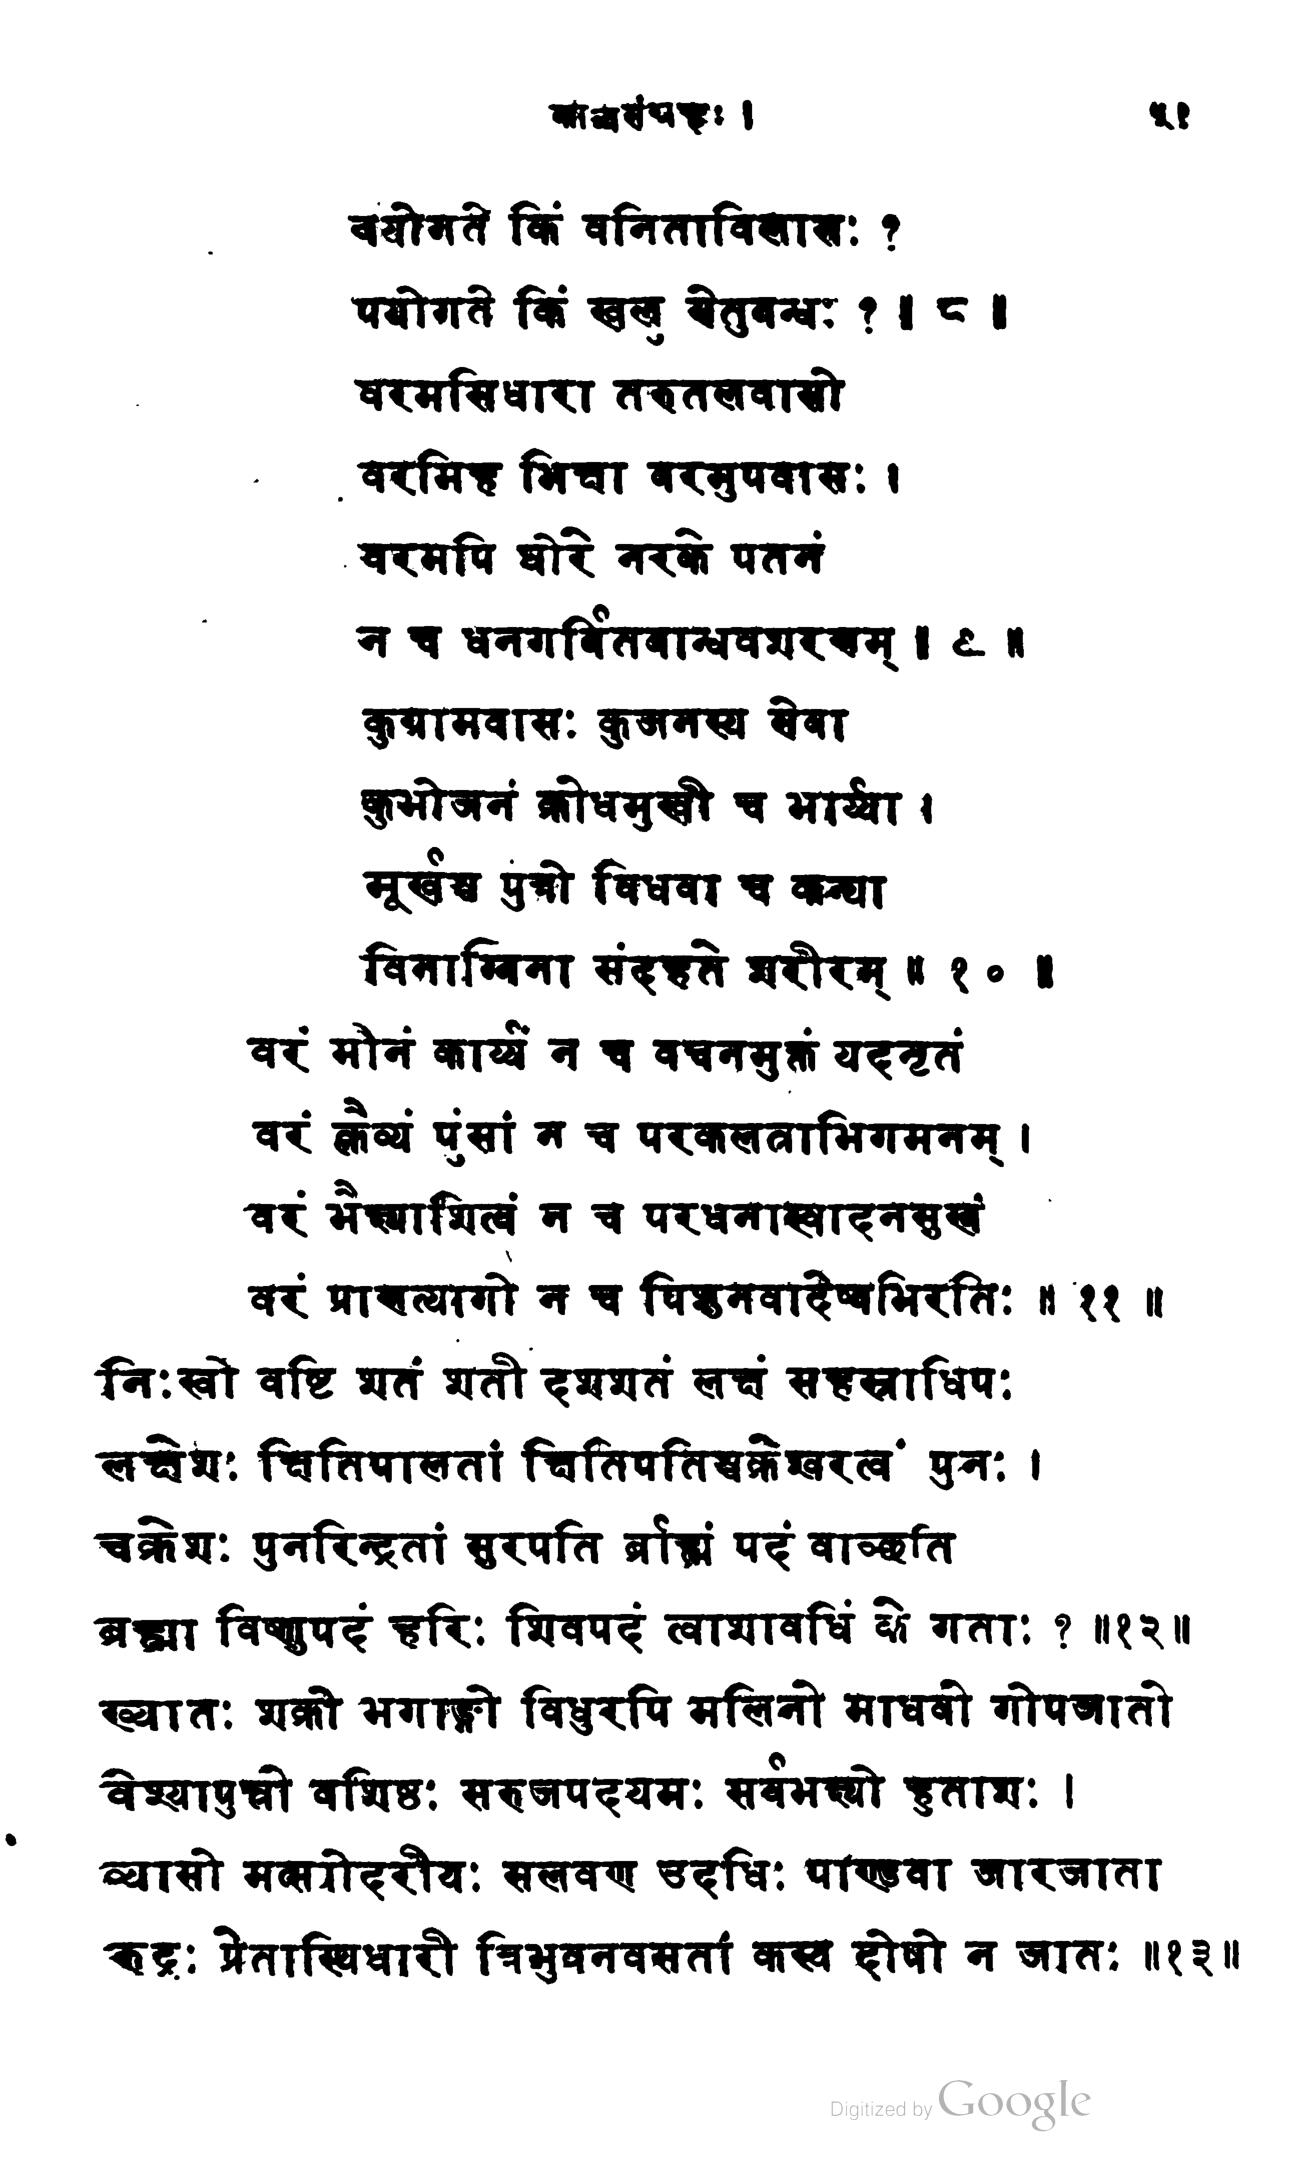 काव्यसंग्रहः । ५१
वयोगते किं वनिताविलासः ?
पयोगते किं खलु सेतुबन्धः ? ॥ ८ ॥
वरमसिधारा तरुतलवासो
वरमिह भिक्षा वरमुपवासः ।
वरमपि घोरे नरके पतनं
न च धनगर्व्वितबान्धवशरणम् ॥ ९ ॥
कुग्रामवासः कुजनस्य सेवा
कुभोजनं क्रोधमुखी च भार्य्या ।
मूर्खश्च पुत्रो विधवा च कन्या
विनाग्निना संदहते शरीरम् ॥ १० ॥
वरं मौनं कार्य्यं न च वचनमुक्तं यदनृतं
वरं क्लैव्यं पुंसां न च परकलत्राभिगमनम् ।
वरं भैक्ष्याशित्वं न च परधनास्वादनसुखं
वरं प्राणत्यागो न च पिशुनवादेष्वभिरतिः ॥ ११ ॥
निःस्वो वष्टि शतं शती दशशतं लक्षं सहस्राधिपः
लक्षेशः क्षितिपालतां क्षितिपतिश्चक्रेश्वरत्वं पुनः ।
चक्रेशः पुनरिन्द्रतां सुरपति र्ब्राह्मं पदं वाञ्छति
ब्रह्मा विष्णुपदं हरिः शिवपदं त्वाशावधिं के गताः ? ॥१२॥
ख्यातः शक्रो भगाङ्गो विधुरपि मलिनो माधवो गोपजातो
वेश्यापुत्रो वशिष्ठः सरुजपदयमः सर्वभक्ष्यो हुताशः ।
व्यासो मत्स्योदरीयः सलवण उदधिः पाण्डवा जारजाता
रुद्रः प्रेतास्थिधारी त्रिभुवनवसतां कस्य दोषो न जातः ॥१३॥
Digitized by Google